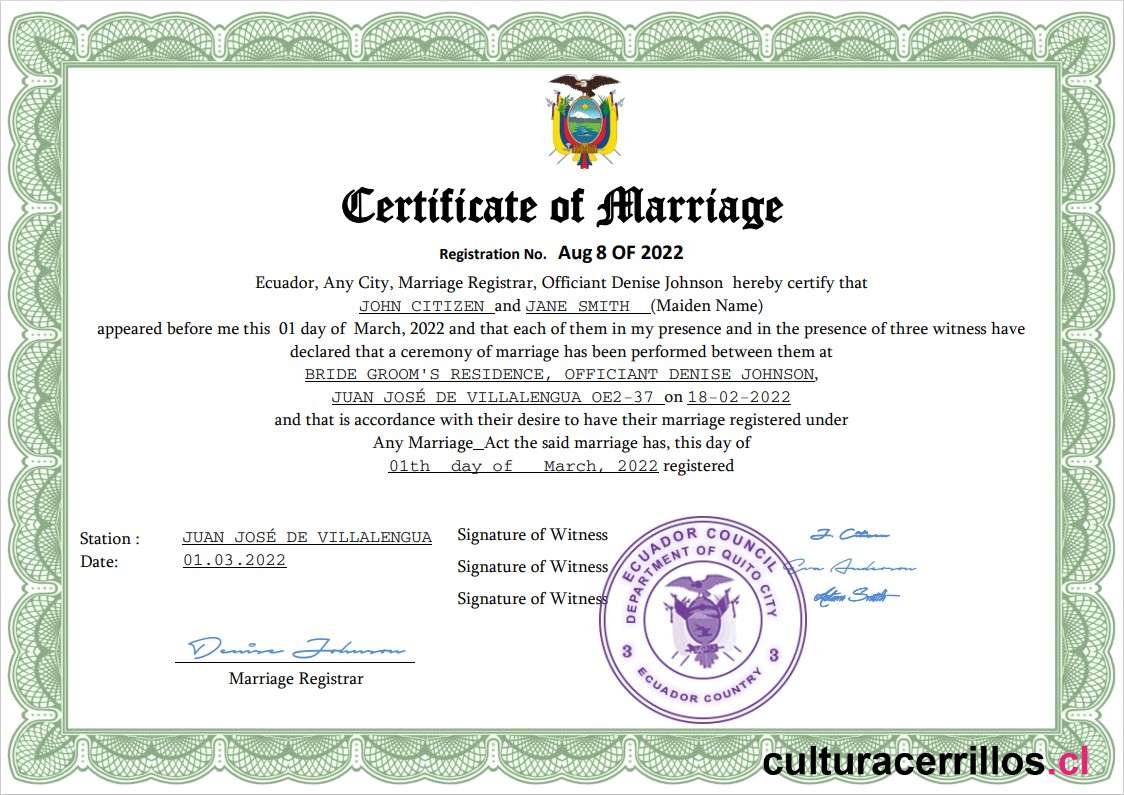 Certificate of Marriage
Registration No. Aug 8 OF 2022
Ecuador, Any City, Marriage Registrar, Officiant Denise Johnson hereby certify that
JOHN CITIZEN and JANE SMITH (Maiden Name)
appeared before me this 01 day of March, 2022 and that each of them in my presence and in the presence of three witness have
declared that a ceremony of marriage has been performed between them at
BRIDE GROOM'S RESIDENCE, OFFICIANT DENISE JOHNSON,
JUAN JOSÉ DE VILLALENGUA OE2-37 on 18-02-2022
and that is accordance with their desire to have their marriage registered under
Any Marriage_Act the said marriage has, this day of
01th day of March, 2022 registered
Station : JUAN JOSÉ DE VILLALENGUA
Date: 01.03.2022
Signature of Witness J. Citizen
Signature of Witness Eva Anderson
Signature of Witness Adam Smith
ECUADOR COUNCIL
DEPARTMENT OF QUITO CITY
3 3
ECUADOR COUNTRY
Denise Johnson
Marriage Registrar
culturacerrillos.cl